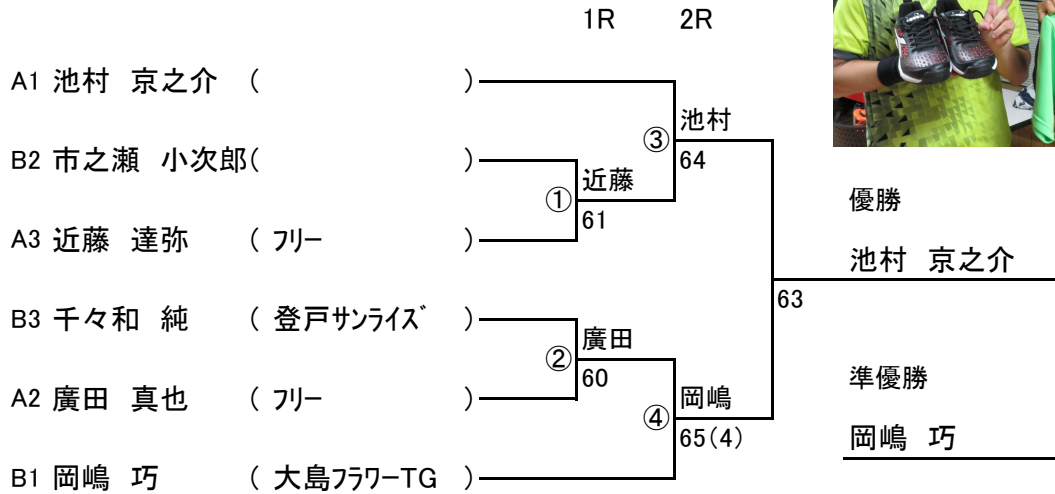 1R 2R
A1 池村 京之介 ( )
池村
③
64
B2 市之瀬 小次郎( )
近藤
①
61
A3 近藤 達弥 ( フリー )
優勝
池村 京之介
63
B3 千々和 純 ( 登戸サンライズ )
廣田
②
60
A2 廣田 真也 ( フリー )
岡嶋
④
65(4)
B1 岡嶋 巧 ( 大島フラワーTG )
準優勝
岡嶋 巧